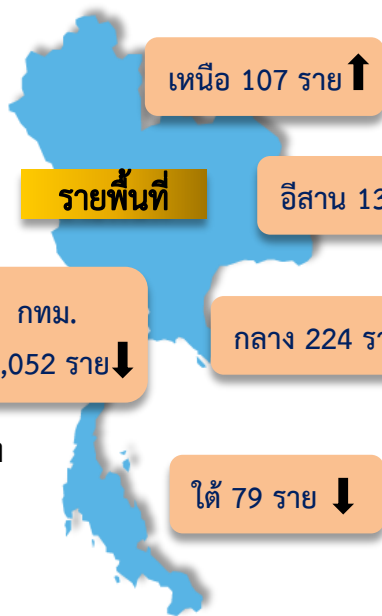 เหนือ 107 ราย
รายพื้นที่
อีสาน 13
กทม.
,052 ราย
กลาง 224 รา
ใต้ 79 ราย